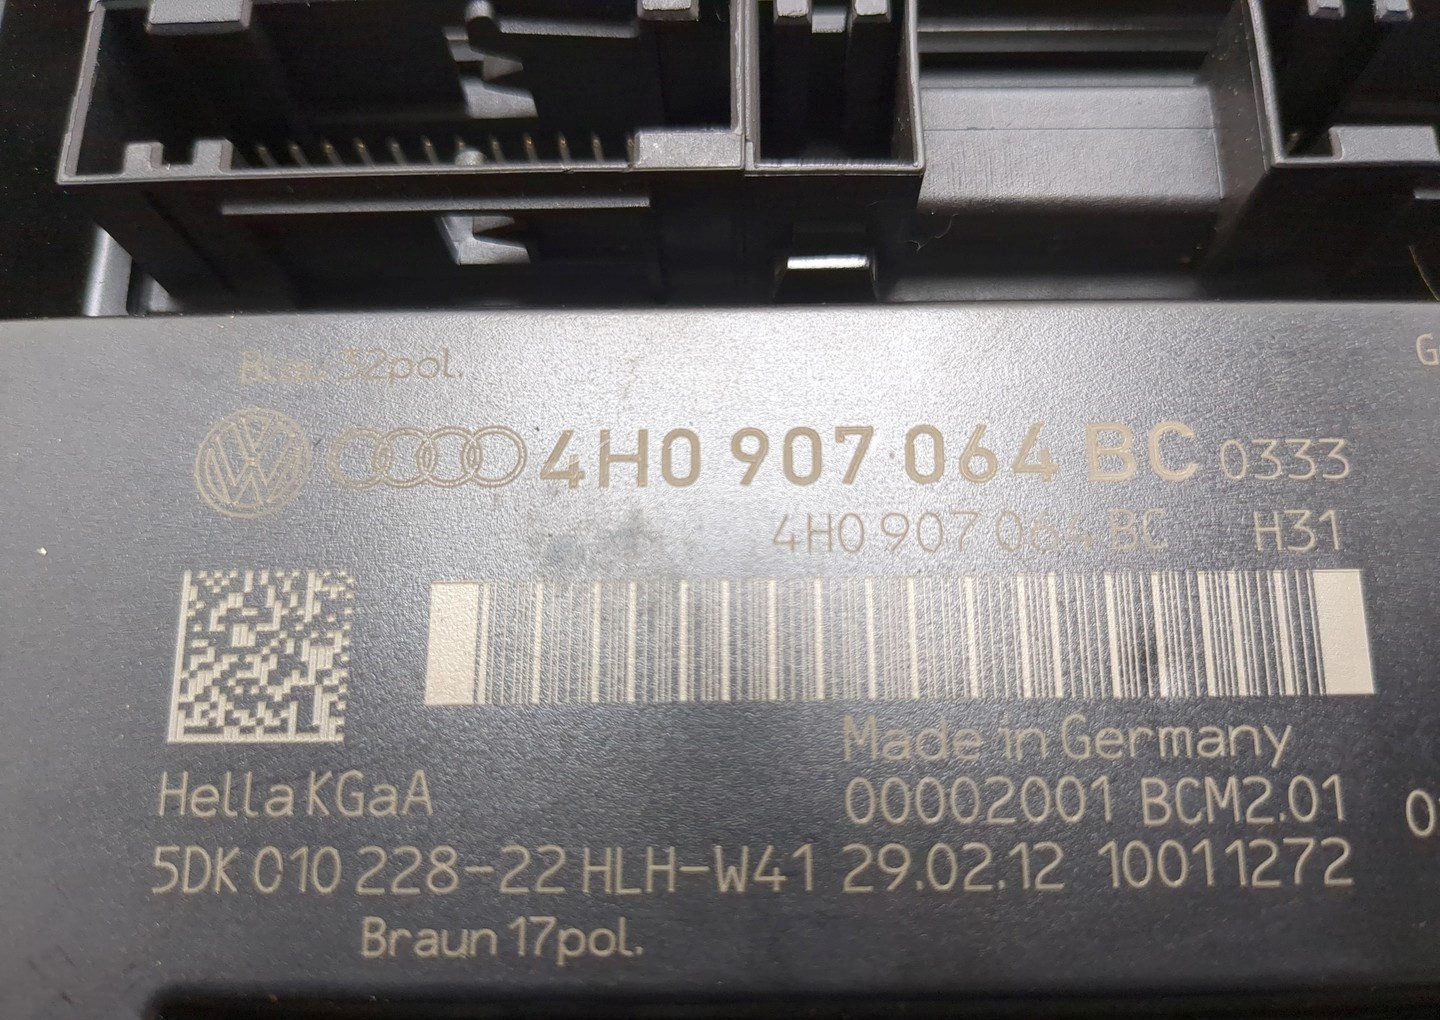 Blau 32pol.
4H0 907 064 BC 0333
4H0 907 064 BC H31
Made in Germany
Hella KGaA 00002001 BCM2.01
5DK 010 228-22 HLH-W41 29.02.12 10011272
Braun 17pol.